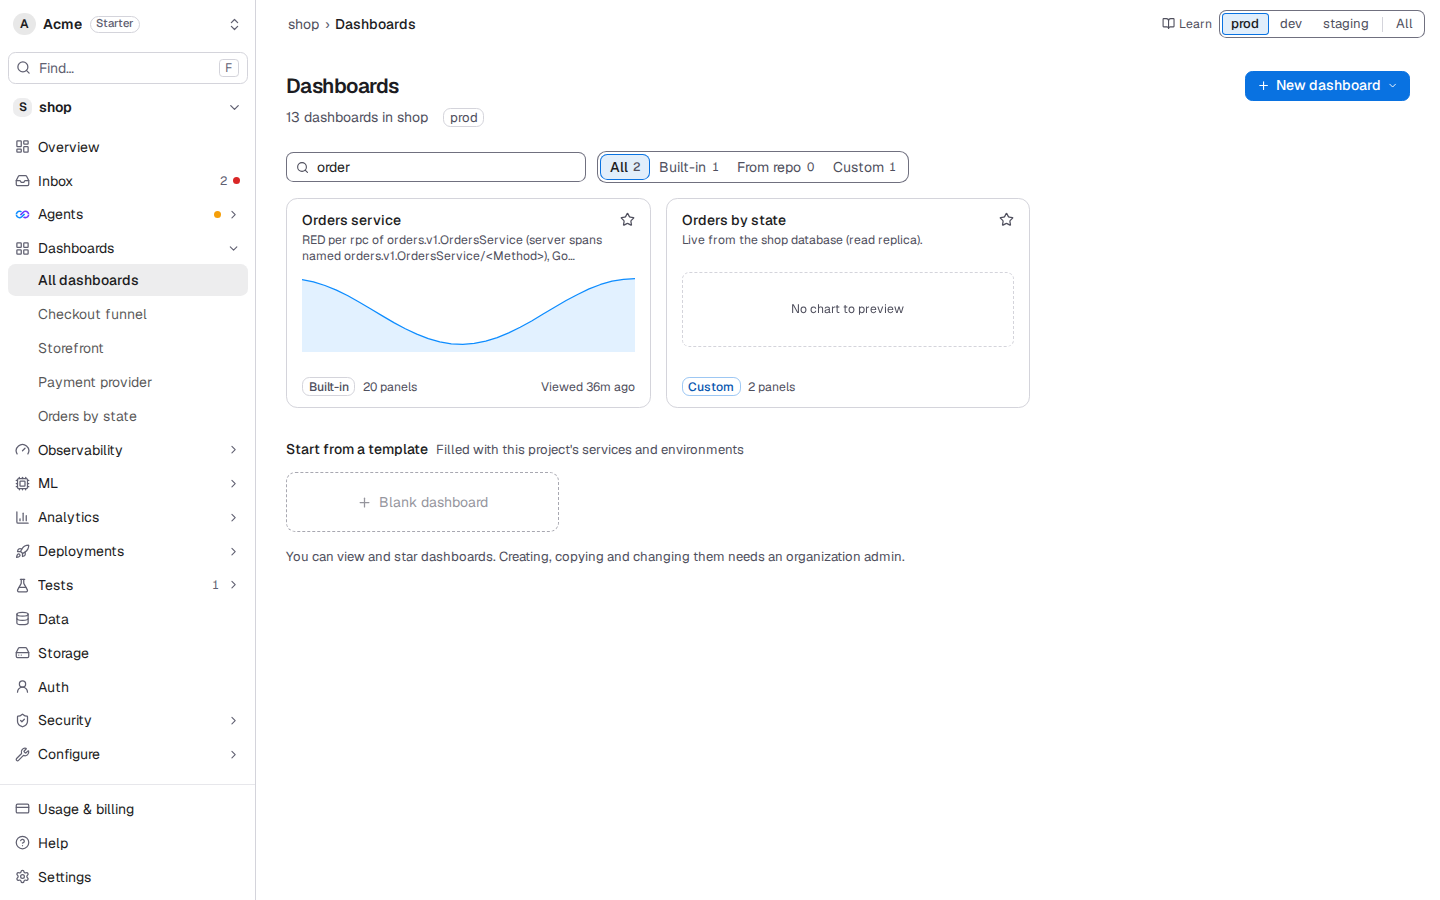 A Acme Starter
Find... F
S shop
Overview
Inbox 2
Agents
Dashboards
All dashboards
Checkout funnel
Storefront
Payment provider
Orders by state
Observability
ML
Analytics
Deployments
Tests 1
Data
Storage
Auth
Security
Configure
Usage & billing
Help
Settings
shop › Dashboards
Learn prod dev staging All
Dashboards
+ New dashboard
13 dashboards in shop prod
order
All 2 Built-in 1 From repo 0 Custom 1
Orders service
RED per rpc of orders.v1.OrdersService (server spans
named orders.v1.OrdersService/<Method>), Go...
Built-in 20 panels Viewed 36m ago
Orders by state
Live from the shop database (read replica).
No chart to preview
Custom 2 panels
Start from a template Filled with this project's services and environments
+ Blank dashboard
You can view and star dashboards. Creating, copying and changing them needs an organization admin.